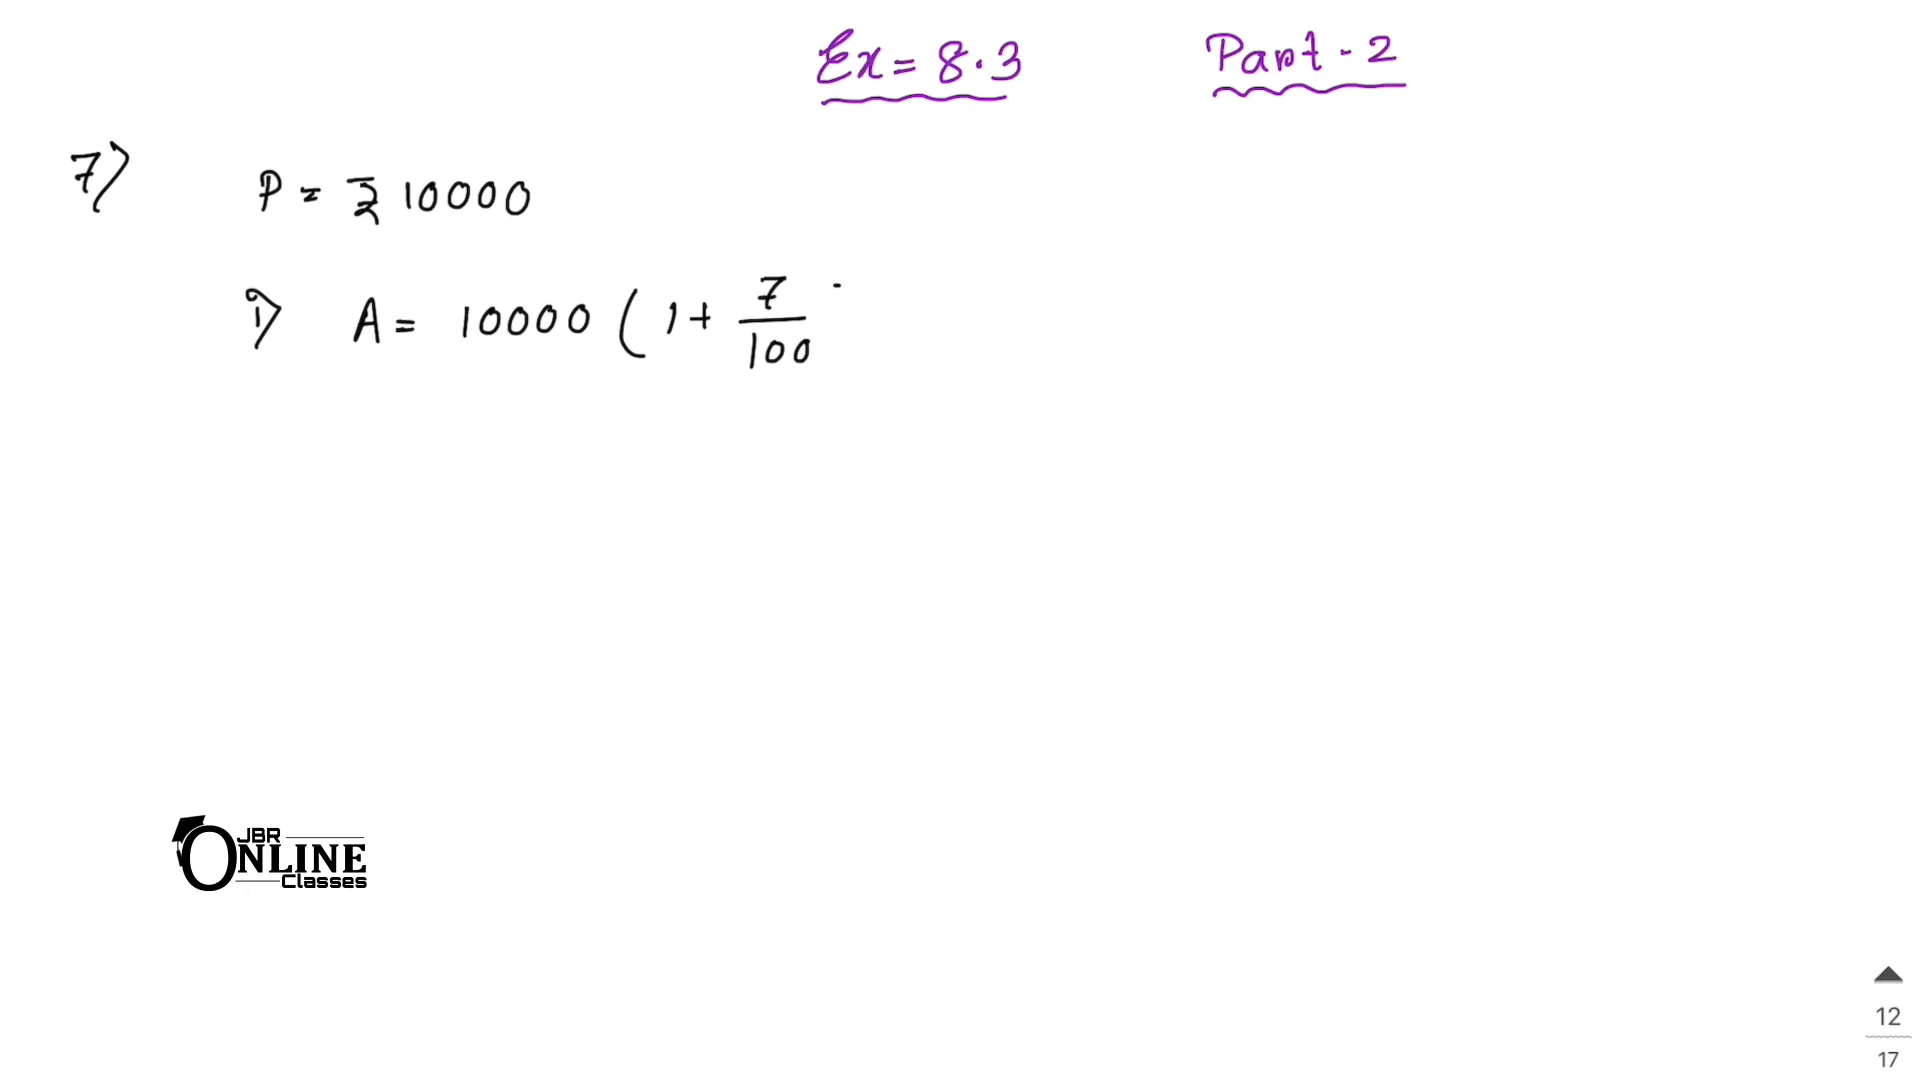 Ex = 8.3 Part - 2
7) P = ₹ 10000
i) A = 10000 ( 1 + 7/100
JBR
ONLINE
Classes
12
17